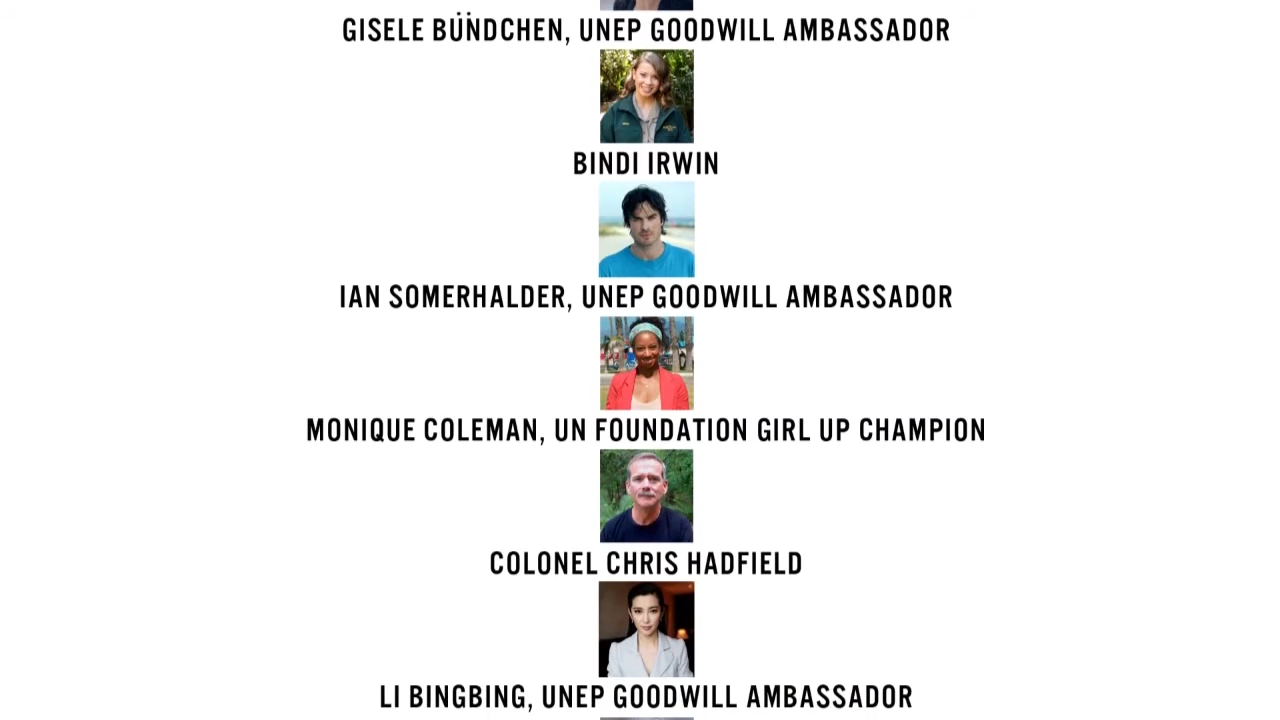 GISELE BÜNDCHEN, UNEP GOODWILL AMBASSADOR
BINDI IRWIN
IAN SOMERHALDER, UNEP GOODWILL AMBASSADOR
MONIQUE COLEMAN, UN FOUNDATION GIRL UP CHAMPION
COLONEL CHRIS HADFIELD
LI BINGBING, UNEP GOODWILL AMBASSADOR